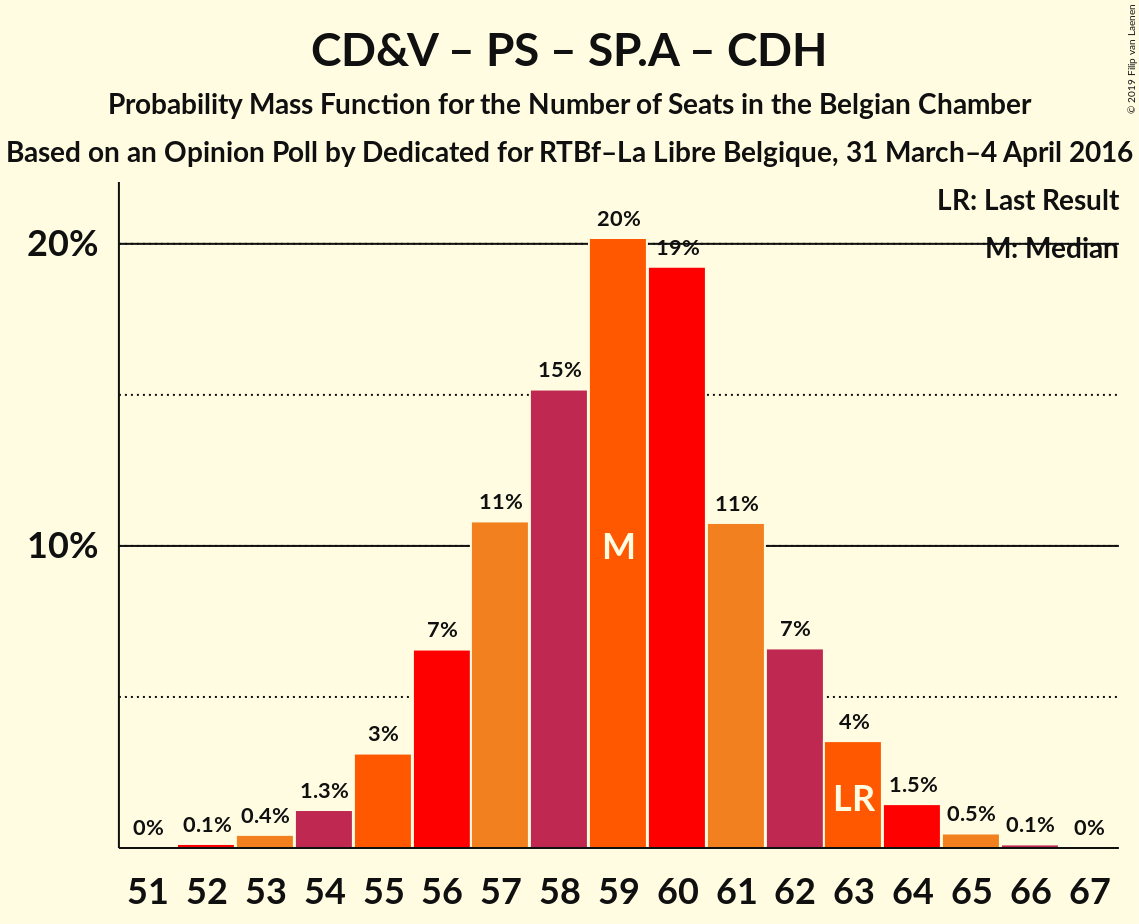 CD&V – PS – SP.A – CDH
Probability Mass Function for the Number of Seats in the Belgian Chamber
Based on an Opinion Poll by Dedicated for RTBf–La Libre Belgique, 31 March–4 April 2016
© 2019 Filip van Laenen
LR: Last Result
M: Median
20%
10%
0%
0.1%
0.4%
1.3%
3%
7%
11%
15%
20%
19%
11%
7%
4%
1.5%
0.5%
0.1%
0%
M
LR
51 52 53 54 55 56 57 58 59 60 61 62 63 64 65 66 67